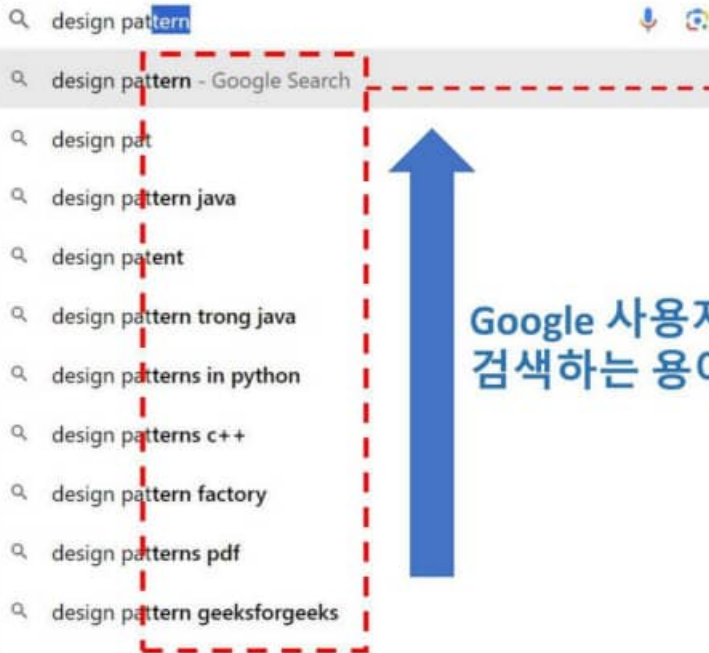 design pattern
design pattern - Google Search
design pat
design pattern java
design patent
design pattern trong java
design patterns in python
design patterns c++
design pattern factory
design patterns pdf
design pattern geeksforgeeks
Google 사용자
검색하는 용어